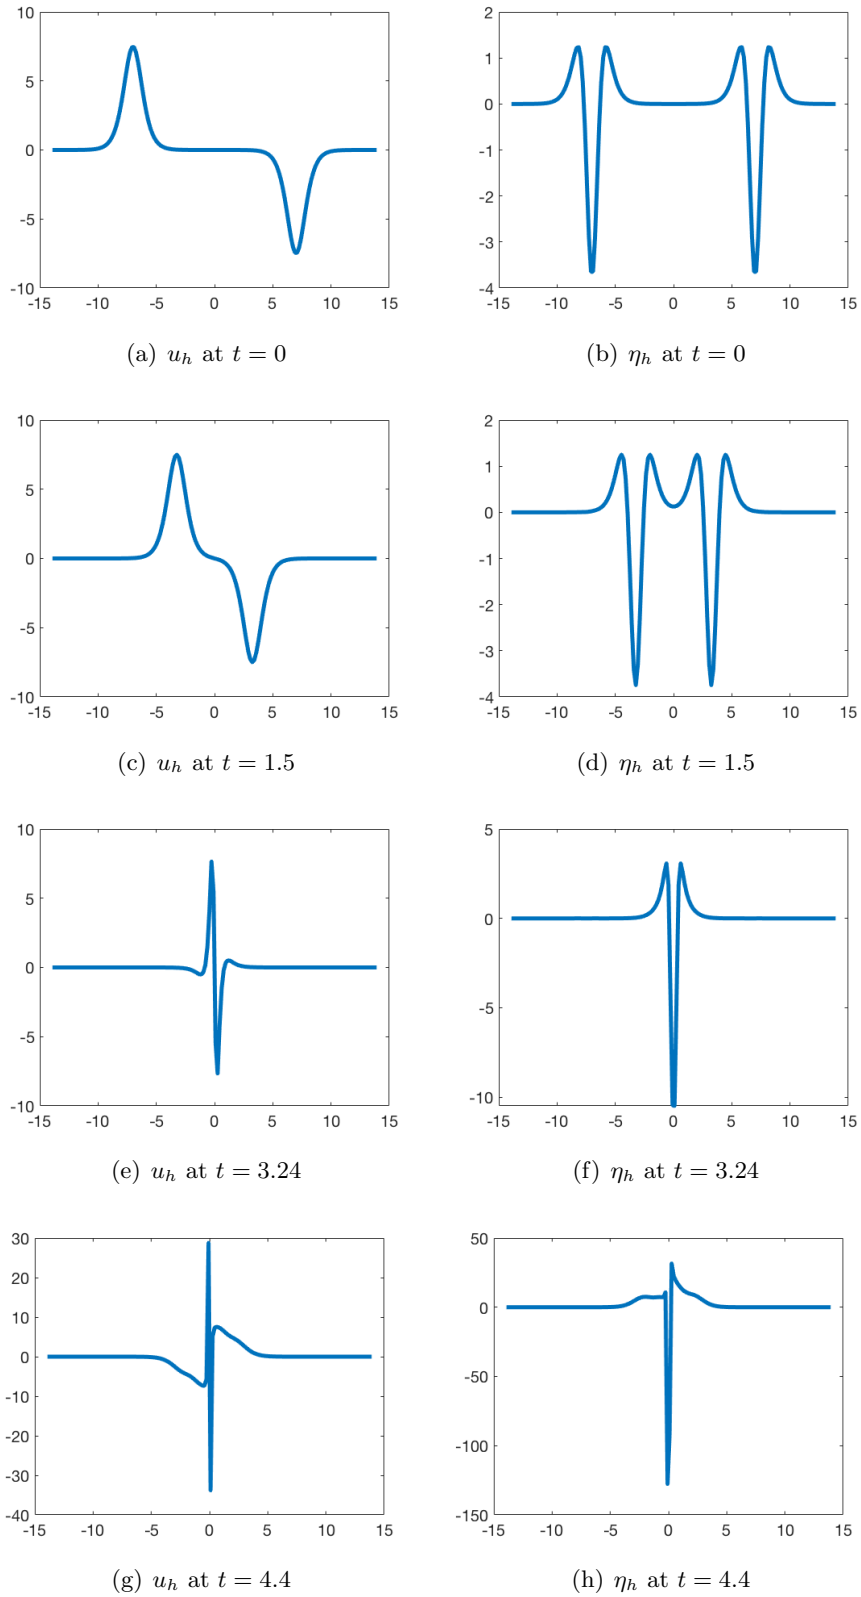 10
5
0
-5
-10
-15 -10 -5 0 5 10 15
(a) u_h at t = 0
2
1
0
-1
-2
-3
-4
-15 -10 -5 0 5 10 15
(b) η_h at t = 0
10
5
0
-5
-10
-15 -10 -5 0 5 10 15
(c) u_h at t = 1.5
2
1
0
-1
-2
-3
-4
-15 -10 -5 0 5 10 15
(d) η_h at t = 1.5
10
5
0
-5
-10
-15 -10 -5 0 5 10 15
(e) u_h at t = 3.24
5
0
-5
-10
-15 -10 -5 0 5 10 15
(f) η_h at t = 3.24
30
20
10
0
-10
-20
-30
-40
-15 -10 -5 0 5 10 15
(g) u_h at t = 4.4
50
0
-50
-100
-150
-15 -10 -5 0 5 10 15
(h) η_h at t = 4.4